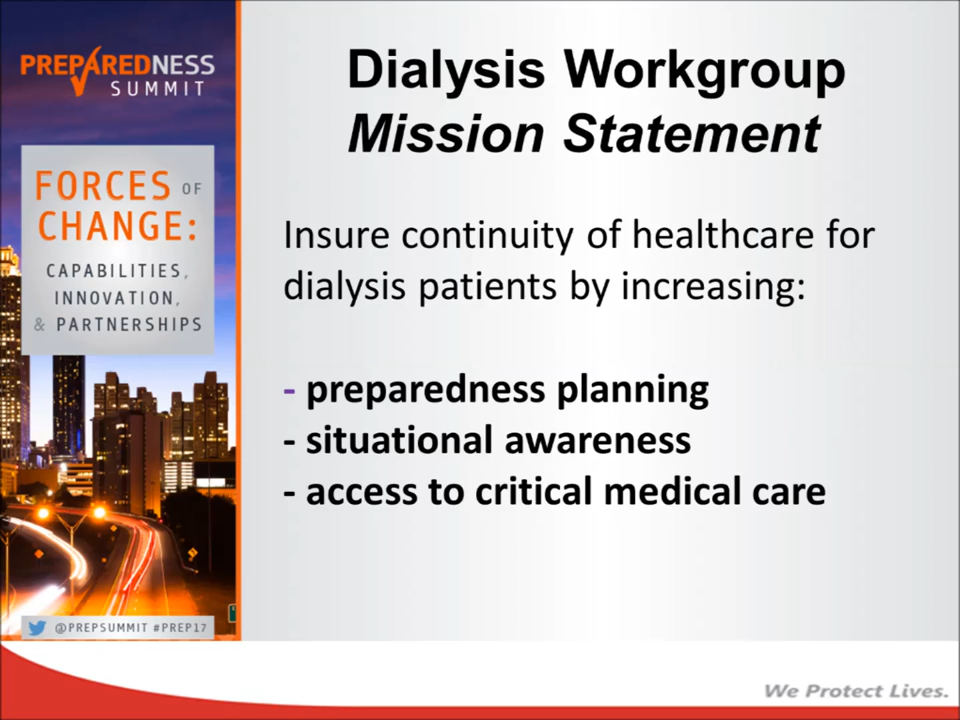 PREPAREDNESS
SUMMIT
FORCES OF
CHANGE:
CAPABILITIES,
INNOVATION,
& PARTNERSHIPS
@PREPSUMMIT #PREP17
Dialysis Workgroup
Mission Statement
Insure continuity of healthcare for
dialysis patients by increasing:
- preparedness planning
- situational awareness
- access to critical medical care
We Protect Lives.